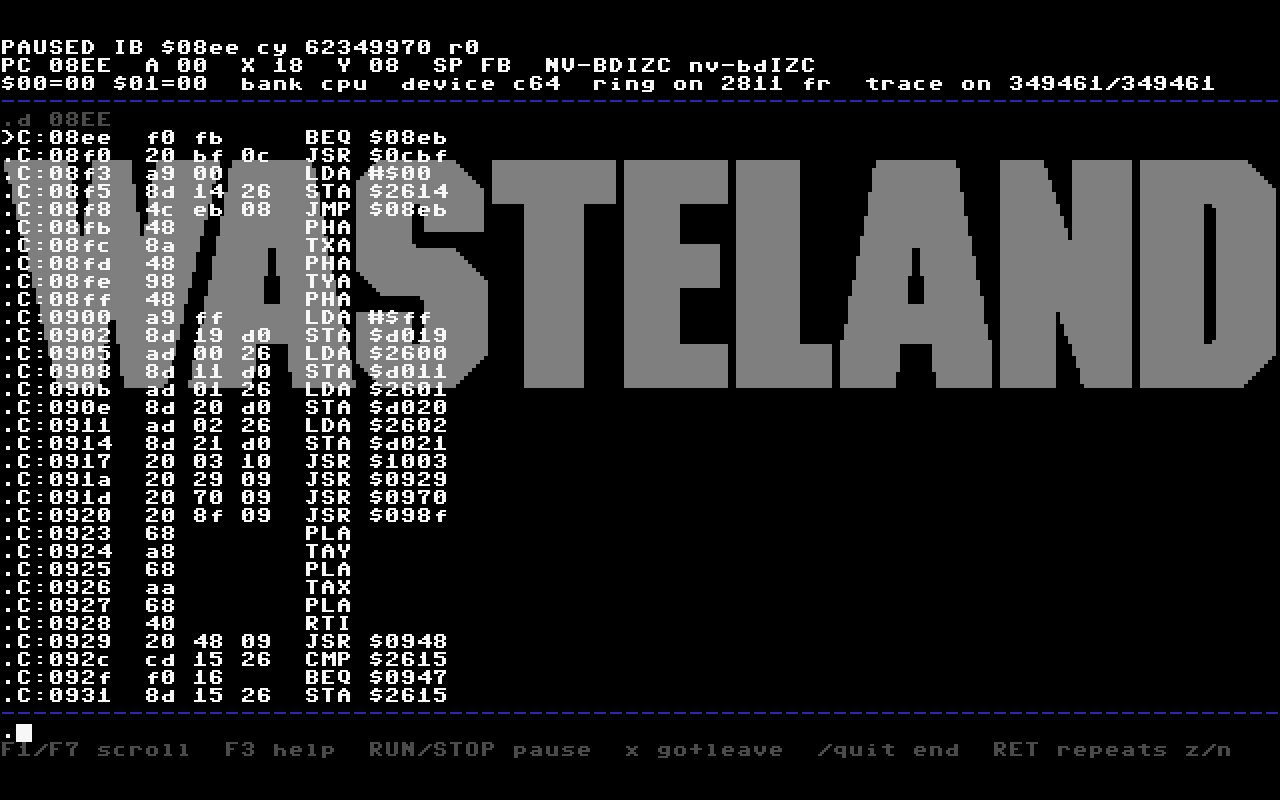 PAUSED IB $08ee cy 62349970 r0
PC 08EE  A 00  X 18  Y 08  SP FB  NV-BDIZC nv-bdIZC
$00=00 $01=00  bank cpu  device c64  ring on 2811 fr  trace on 349461/349461
.d 08EE
>C:08ee  f0 fb     BEQ $08eb
.C:08f0  20 bf 0c  JSR $0cbf
.C:08f3  a9 00     LDA #$00
.C:08f5  8d 14 26  STA $2614
.C:08f8  4c eb 08  JMP $08eb
.C:08fb  48        PHA
.C:08fc  8a        TXA
.C:08fd  48        PHA
.C:08fe  98        TYA
.C:08ff  48        PHA
.C:0900  a9 ff     LDA #$ff
.C:0902  8d 19 d0  STA $d019
.C:0905  ad 00 26  LDA $2600
.C:0908  8d 11 d0  STA $d011
.C:090b  ad 01 26  LDA $2601
.C:090e  8d 20 d0  STA $d020
.C:0911  ad 02 26  LDA $2602
.C:0914  8d 21 d0  STA $d021
.C:0917  20 03 10  JSR $1003
.C:091a  20 29 09  JSR $0929
.C:091d  20 70 09  JSR $0970
.C:0920  20 8f 09  JSR $098f
.C:0923  68        PLA
.C:0924  a8        TAY
.C:0925  68        PLA
.C:0926  aa        TAX
.C:0927  68        PLA
.C:0928  40        RTI
.C:0929  20 48 09  JSR $0948
.C:092c  cd 15 26  CMP $2615
.C:092f  f0 16     BEQ $0947
.C:0931  8d 15 26  STA $2615
WASTELAND
.
F1/F7 scroll  F3 help  RUN/STOP pause  x go+leave  /quit end  RET repeats z/n